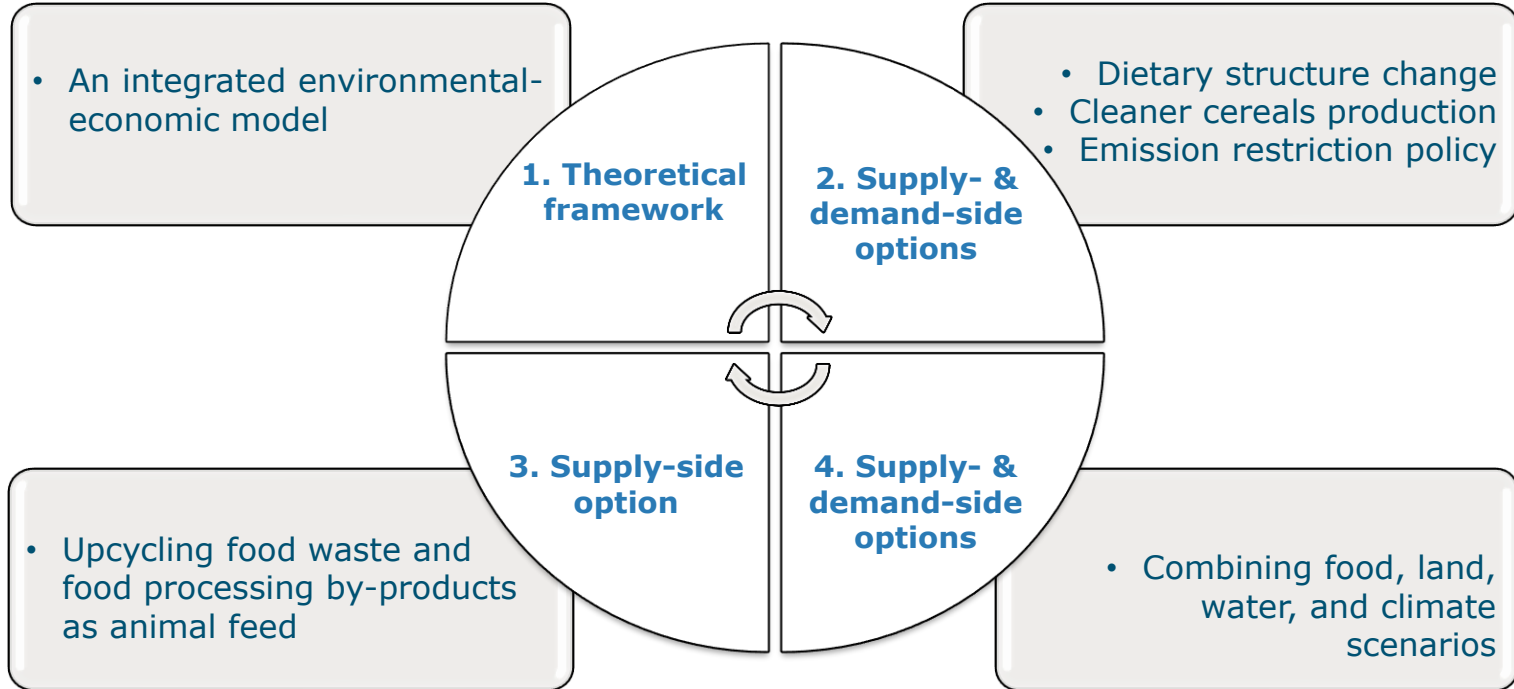 • An integrated environmental-
economic model
1. Theoretical
framework
2. Supply- &
demand-side
options
• Dietary structure change
• Cleaner cereals production
• Emission restriction policy
3. Supply-side
option
• Upcycling food waste and
food processing by-products
as animal feed
4. Supply- &
demand-side
options
• Combining food, land,
water, and climate
scenarios